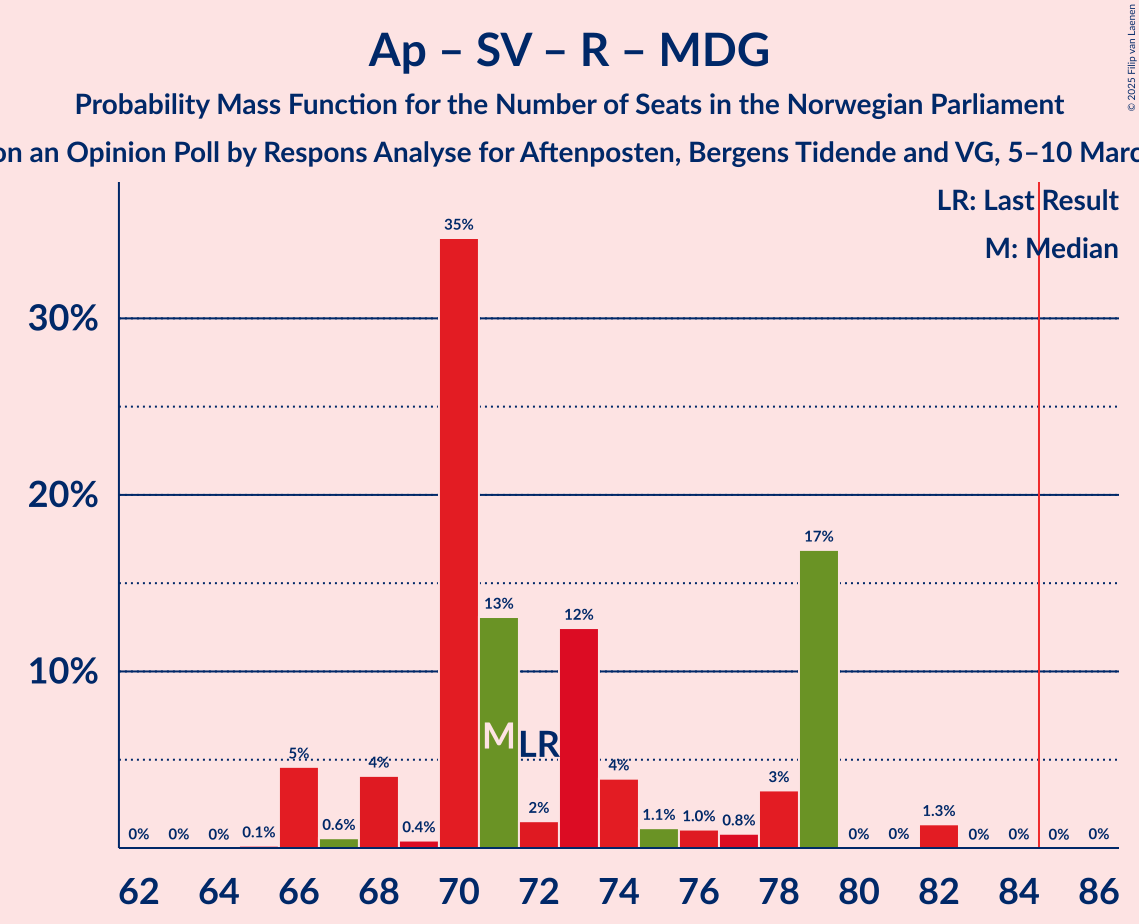 Ap – SV – R – MDG
Probability Mass Function for the Number of Seats in the Norwegian Parliament
on an Opinion Poll by Respons Analyse for Aftenposten, Bergens Tidende and VG, 5–10 Marc
© 2025 Filip van Laenen
LR: Last Result
M: Median
30%
20%
10%
0% 0% 0% 0.1% 5% 0.6% 4% 0.4% 35% 13% 2% 12% 4% 1.1% 1.0% 0.8% 3% 17% 0% 0% 1.3% 0% 0% 0% 0%
M LR
62 64 66 68 70 72 74 76 78 80 82 84 86